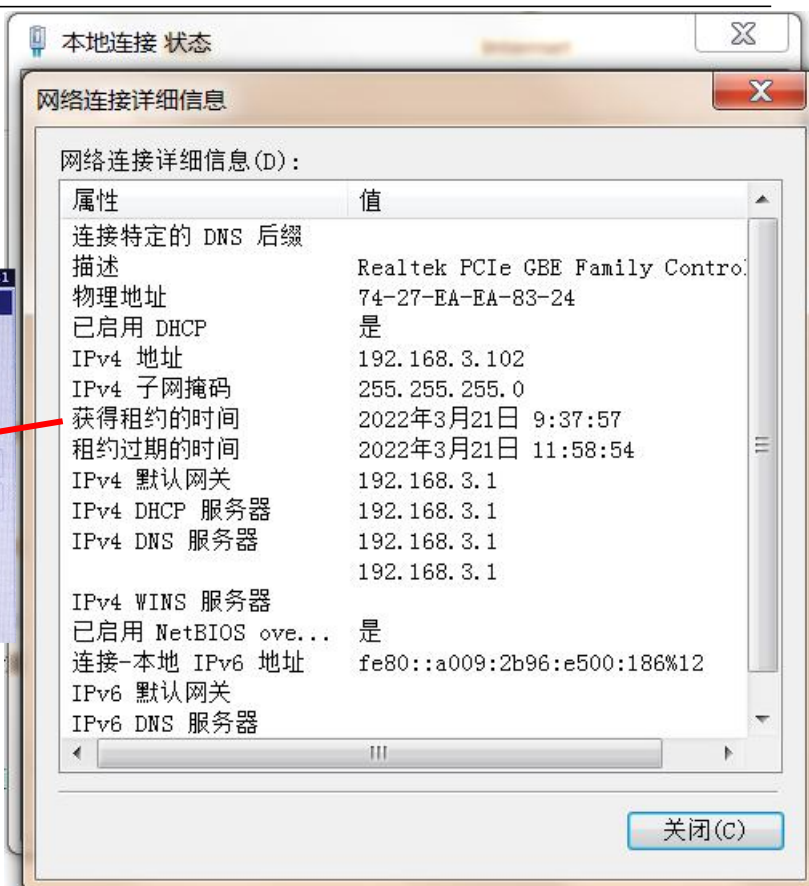 本地连接 状态
网络连接详细信息
网络连接详细信息(D):
属性 值
连接特定的 DNS 后缀
描述 Realtek PCIe GBE Family Contro
物理地址 74-27-EA-EA-83-24
已启用 DHCP 是
IPv4 地址 192.168.3.102
IPv4 子网掩码 255.255.255.0
获得租约的时间 2022年3月21日 9:37:57
租约过期的时间 2022年3月21日 11:58:54
IPv4 默认网关 192.168.3.1
IPv4 DHCP 服务器 192.168.3.1
IPv4 DNS 服务器 192.168.3.1
192.168.3.1
IPv4 WINS 服务器
已启用 NetBIOS ove... 是
连接-本地 IPv6 地址 fe80::a009:2b96:e500:186%12
IPv6 默认网关
IPv6 DNS 服务器
关闭(C)